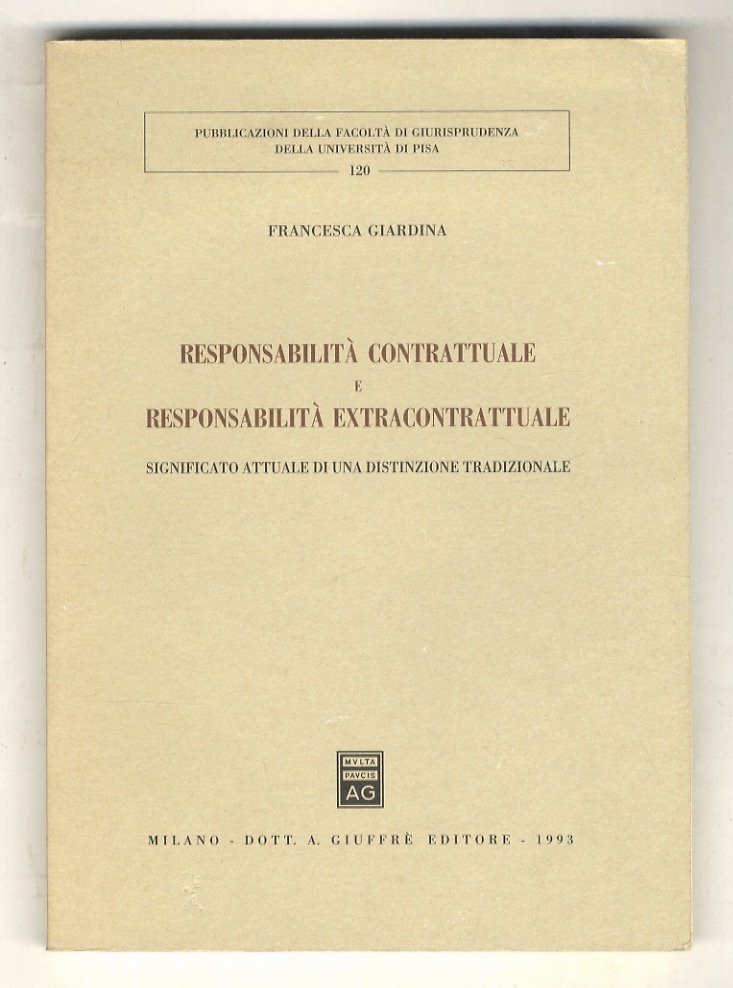 PUBBLICAZIONI DELLA FACOLTÀ DI GIURISPRUDENZA
DELLA UNIVERSITÀ DI PISA
120
FRANCESCA GIARDINA
RESPONSABILITÀ CONTRATTUALE
E
RESPONSABILITÀ EXTRACONTRATTUALE
SIGNIFICATO ATTUALE DI UNA DISTINZIONE TRADIZIONALE
MVLTA
PAVCIS
AG
MILANO - DOTT. A. GIUFFRÈ EDITORE - 1993